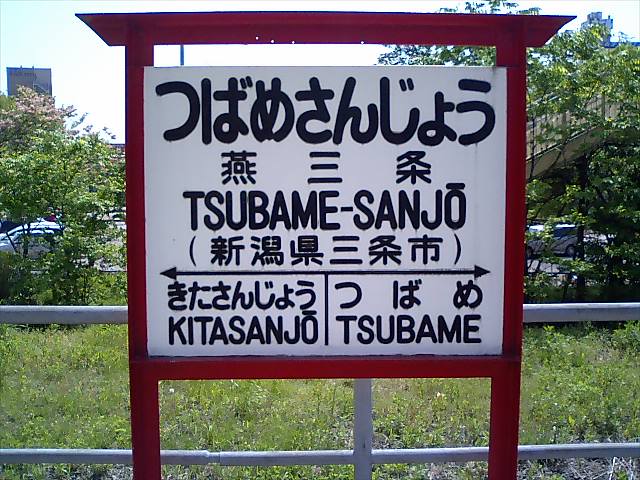 つばめさんじょう
燕三条
TSUBAME-SANJŌ
(新潟県三条市)
きたさんじょう つばめ
KITASANJŌ TSUBAME